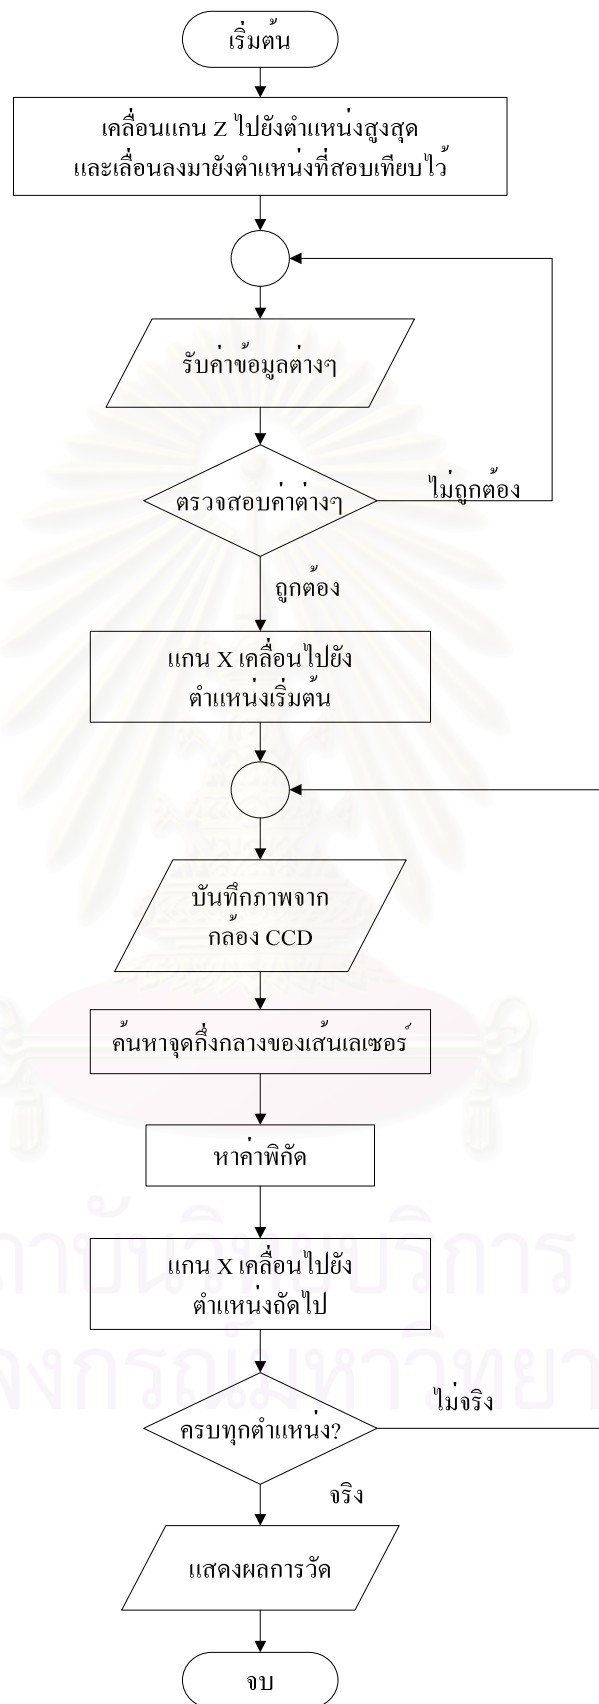 เริ่มต้น
เคลื่อนแกน Z ไปยังตำแหน่งสูงสุด
และเลื่อนลงมายังตำแหน่งที่สอบเทียบไว้
รับค่าข้อมูลต่างๆ
ตรวจสอบค่าต่างๆ
ไม่ถูกต้อง
ถูกต้อง
แกน X เคลื่อนไปยัง
ตำแหน่งเริ่มต้น
บันทึกภาพจาก
กล้อง CCD
ค้นหาจุดกึ่งกลางของเส้นเลเซอร์
หาค่าพิกัด
แกน X เคลื่อนไปยัง
ตำแหน่งถัดไป
ครบทุกตำแหน่ง?
ไม่จริง
จริง
แสดงผลการวัด
จบ